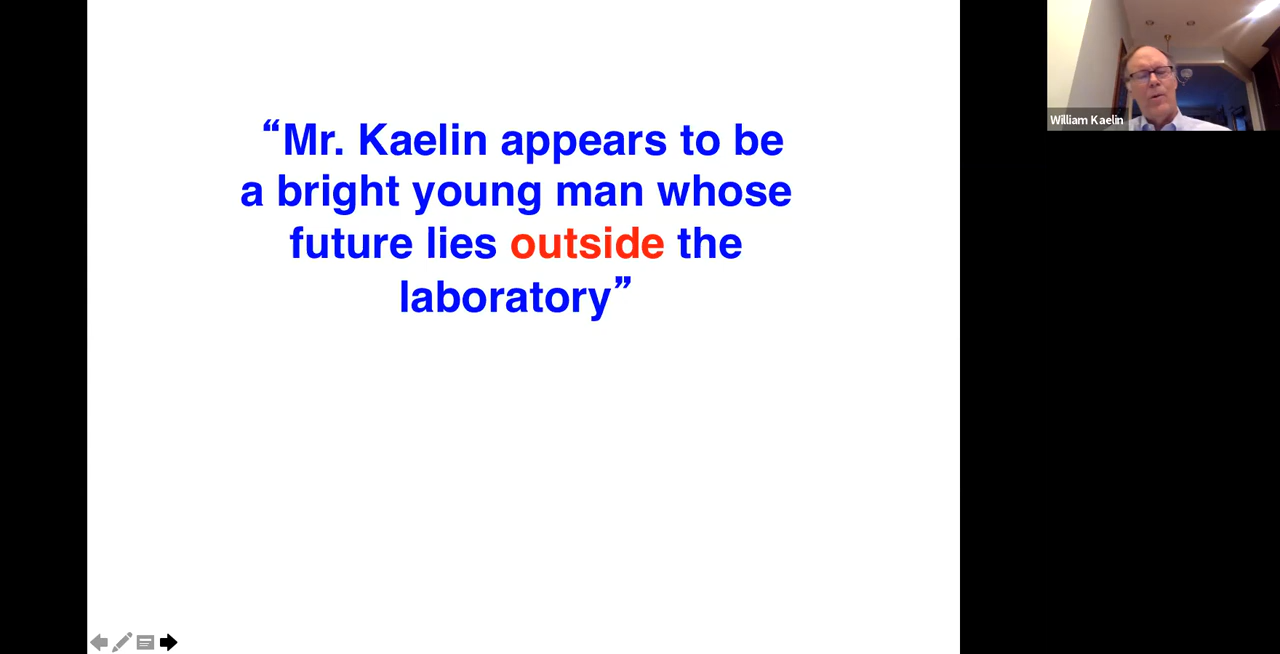 “Mr. Kaelin appears to be
a bright young man whose
future lies outside the
laboratory”
William Kaelin